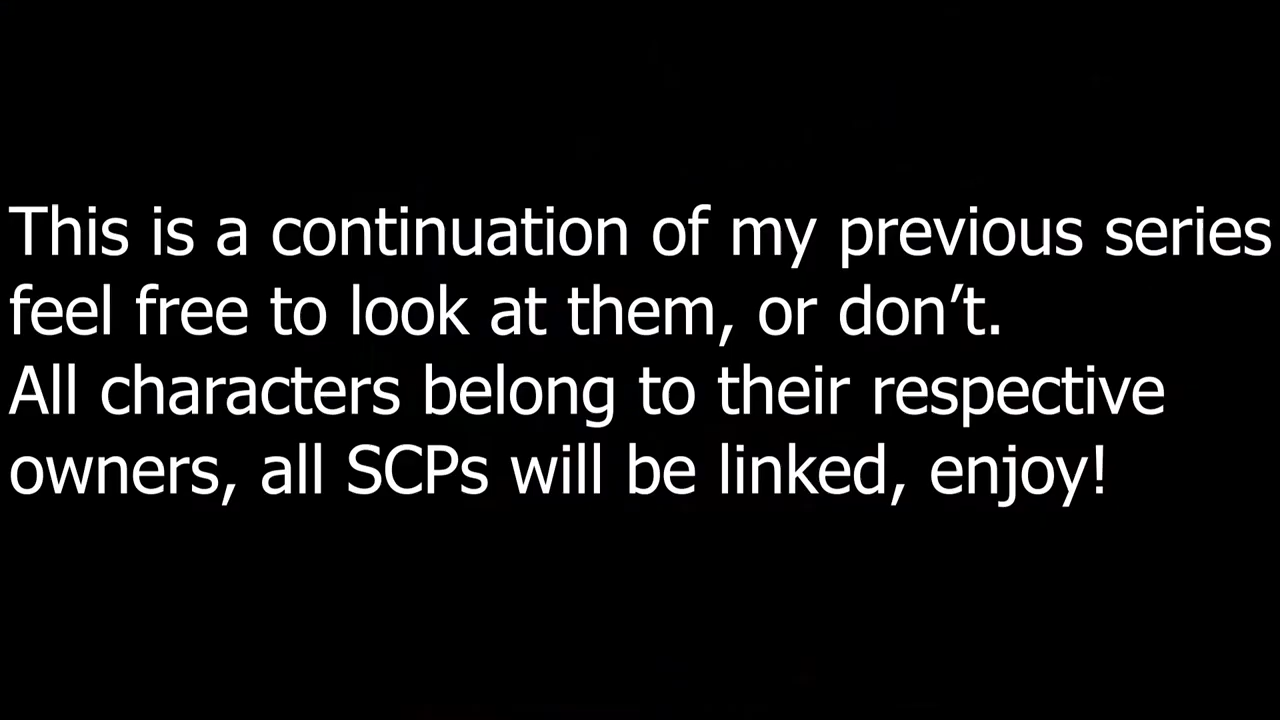 This is a continuation of my previous series
feel free to look at them, or don’t.
All characters belong to their respective
owners, all SCPs will be linked, enjoy!